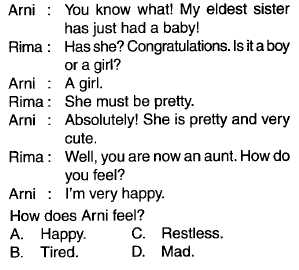 Arni : You know what! My eldest sister
has just had a baby!
Rima : Has she? Congratulations. Is it a boy
or a girl?
Arni : A girl.
Rima : She must be pretty.
Arni : Absolutely! She is pretty and very
cute.
Rima : Well, you are now an aunt. How do
you feel?
Arni : I'm very happy.
How does Arni feel?
A. Happy. C. Restless.
B. Tired. D. Mad.